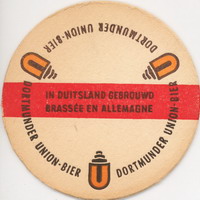 DORTMUNDER UNION-BIER
IN DUITSLAND GEBROUWD
BRASSÉE EN ALLEMAGNE
DORTMUNDER UNION-BIER
DORTMUNDER UNION-BIER
U
U
U